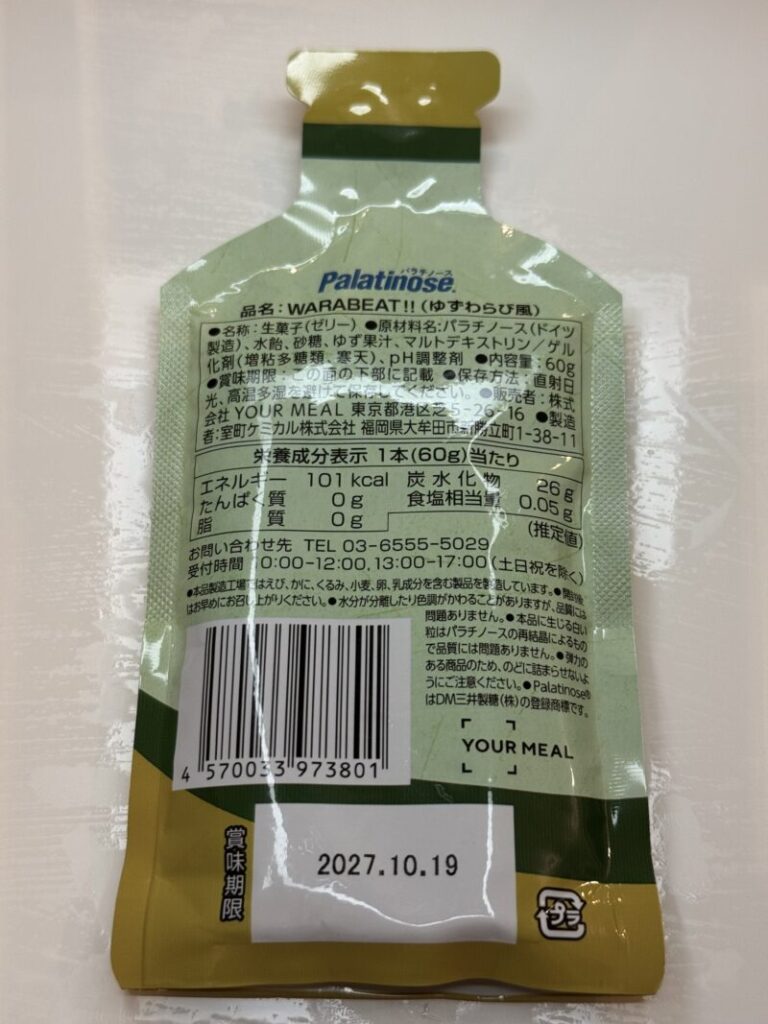 パラチノース
Palatinose®
品名：WARABEAT!!（ゆずわらび風）
●名称：生菓子（ゼリー） ●原材料名：パラチノース（ドイツ
製造）、水飴、砂糖、ゆず果汁、マルトデキストリン／ゲル
化剤（増粘多糖類、寒天）、pH調整剤 ●内容量：60g
●賞味期限：この面の下部に記載 ●保存方法：直射日
光、高温多湿を避けて保存してください。●販売者：株式
会社 YOUR MEAL 東京都港区芝5-26-16 ●製造
者：室町ケミカル株式会社 福岡県大牟田市新勝立町1-38-11
栄養成分表示 1本（60g）当たり
エネルギー 101kcal 炭水化物 26g
たんぱく質 0g 食塩相当量 0.05g
脂質 0g
（推定値）
お問い合わせ先 TEL 03-6555-5029
受付時間 10:00-12:00、13:00-17:00（土日祝を除く）
●本品製造工場ではえび、かに、くるみ、小麦、卵、乳成分を含む製品を製造しています。●開封後
はお早めにお召し上がりください。●水分が分離したり色調がかわることがありますが、品質には
問題ありません。●本品に生じる白い
粒はパラチノースの再結晶によるもの
で品質には問題ありません。●弾力の
ある商品のため、のどに詰まらせないよ
うにご注意ください。●Palatinose®
はDM三井製糖（株）の登録商標です。
YOUR MEAL
4 570033 973801
賞味期限
2027.10.19
プラ